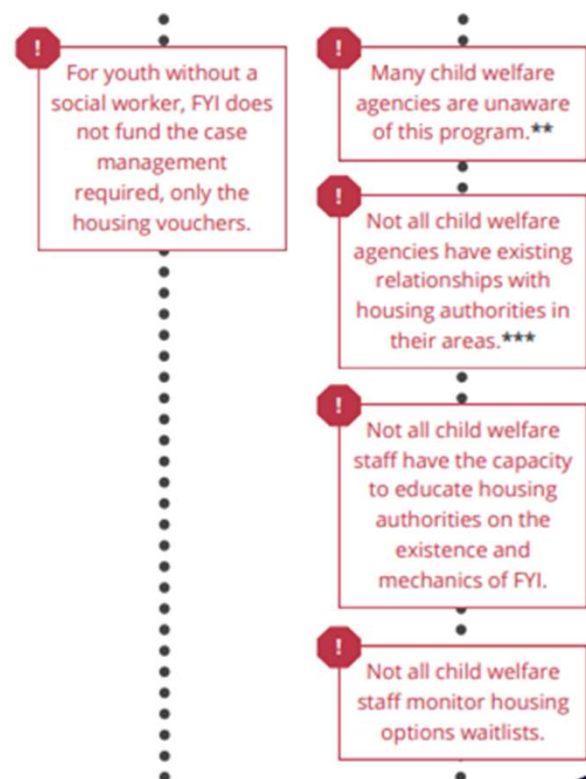 !
For youth without a
social worker, FYI does
not fund the case
management
required, only the
housing vouchers.
!
Many child welfare
agencies are unaware
of this program.**
!
Not all child welfare
agencies have existing
relationships with
housing authorities in
their areas.***
!
Not all child welfare
staff have the capacity
to educate housing
authorities on the
existence and
mechanics of FYI.
!
Not all child welfare
staff monitor housing
options waitlists.